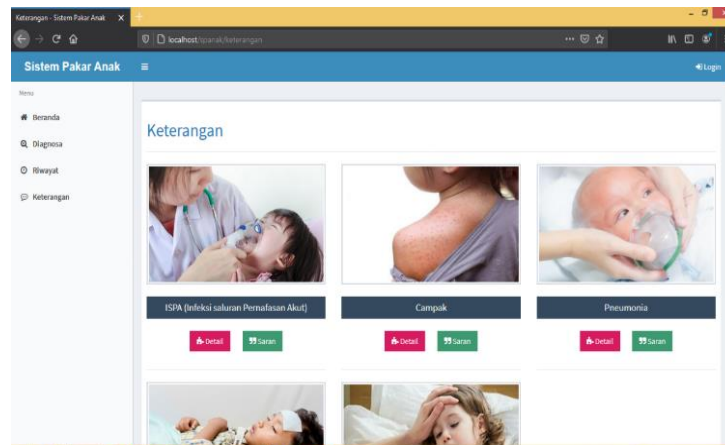 Keterangan - Sistem Pakar Anak
localhost/spanak/keterangan
Sistem Pakar Anak
Login
Menu
Beranda
Diagnosa
Riwayat
Keterangan
Keterangan
ISPA (Infeksi saluran Pernafasan Akut)
Campak
Pneumonia
Detail
Saran
Detail
Saran
Detail
Saran